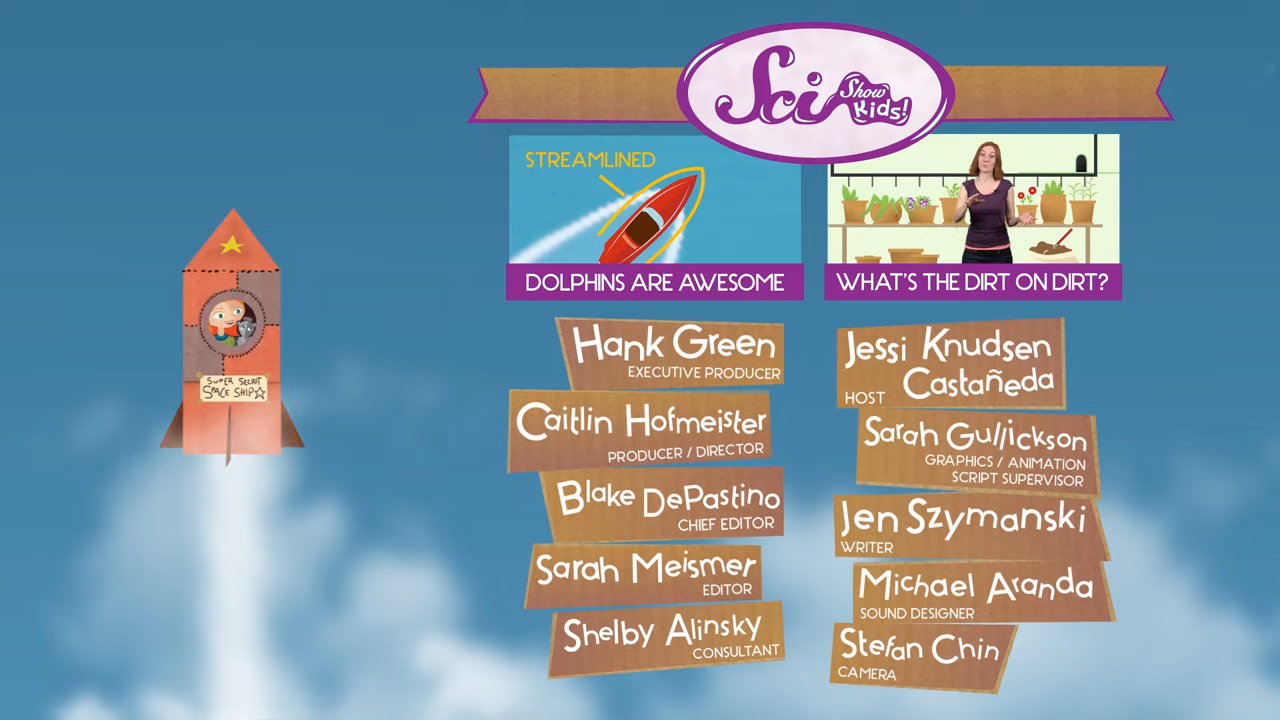 Sci Show Kids!
STREAMLINED
DOLPHINS ARE AWESOME
WHAT'S THE DIRT ON DIRT?
SUPER SECRIT
SPACE SHIP
Hank Green
EXECUTIVE PRODUCER
Caitlin Hofmeister
PRODUCER / DIRECTOR
Blake DePastino
CHIEF EDITOR
Sarah Meismer
EDITOR
Shelby Alinsky
CONSULTANT
Jessi Knudsen
Castañeda
HOST
Sarah Gullickson
GRAPHICS / ANIMATION
SCRIPT SUPERVISOR
Jen Szymanski
WRITER
Michael Aranda
SOUND DESIGNER
Stefan Chin
CAMERA